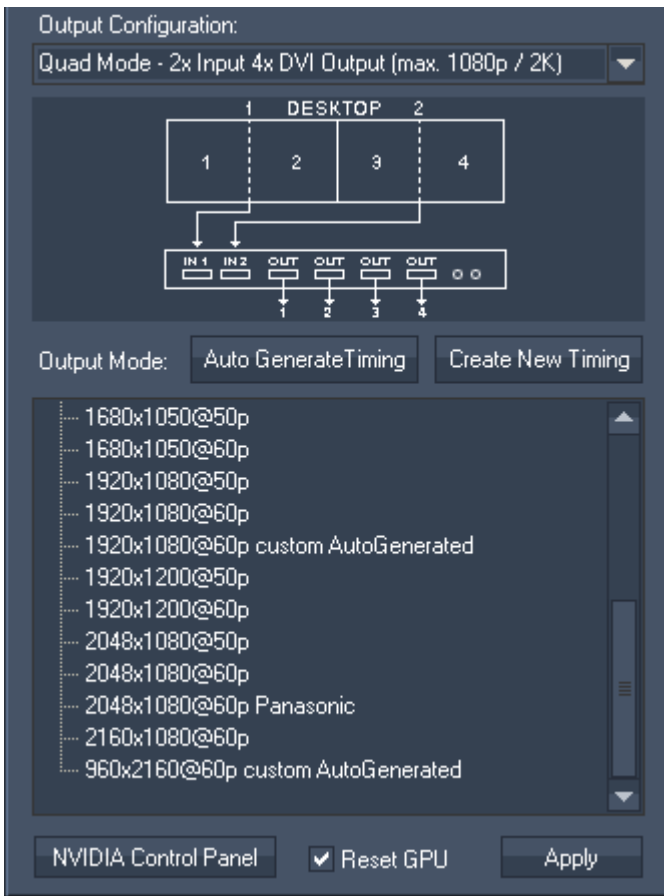 Output Configuration:
Quad Mode - 2x Input 4x DVI Output (max. 1080p / 2K)
1 DESKTOP 2
1 2 3 4
IN 1 IN 2 OUT OUT OUT OUT
1 2 3 4
Output Mode: Auto GenerateTiming Create New Timing
1680x1050@50p
1680x1050@60p
1920x1080@50p
1920x1080@60p
1920x1080@60p custom AutoGenerated
1920x1200@50p
1920x1200@60p
2048x1080@50p
2048x1080@60p
2048x1080@60p Panasonic
2160x1080@60p
960x2160@60p custom AutoGenerated
NVIDIA Control Panel Reset GPU Apply